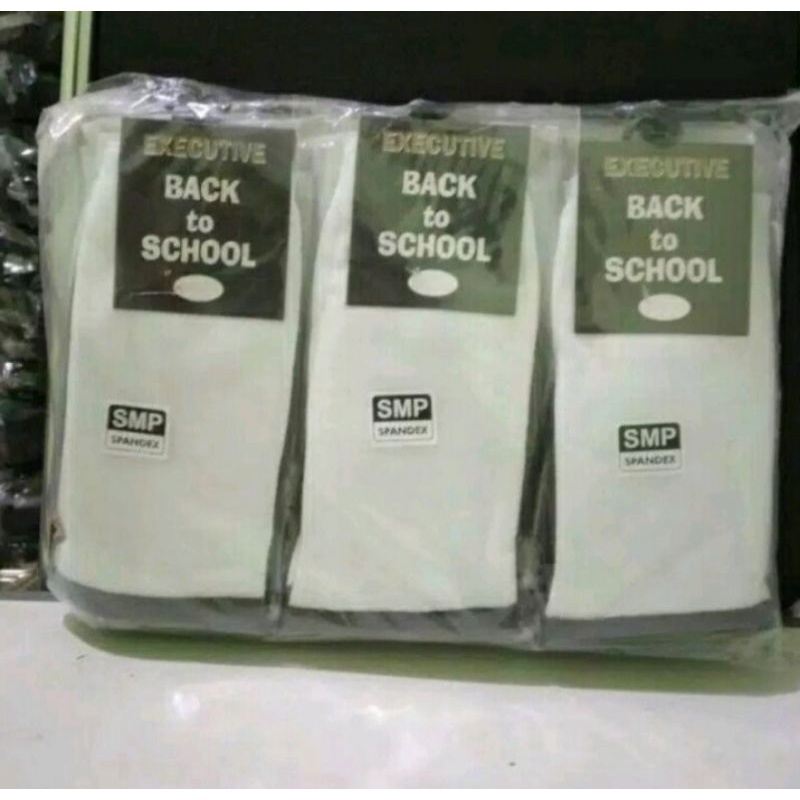 EXECUTIVE
BACK
to
SCHOOL
SMP
SPANDEX
EXECUTIVE
BACK
to
SCHOOL
SMP
SPANDEX
EXECUTIVE
BACK
to
SCHOOL
SMP
SPANDEX